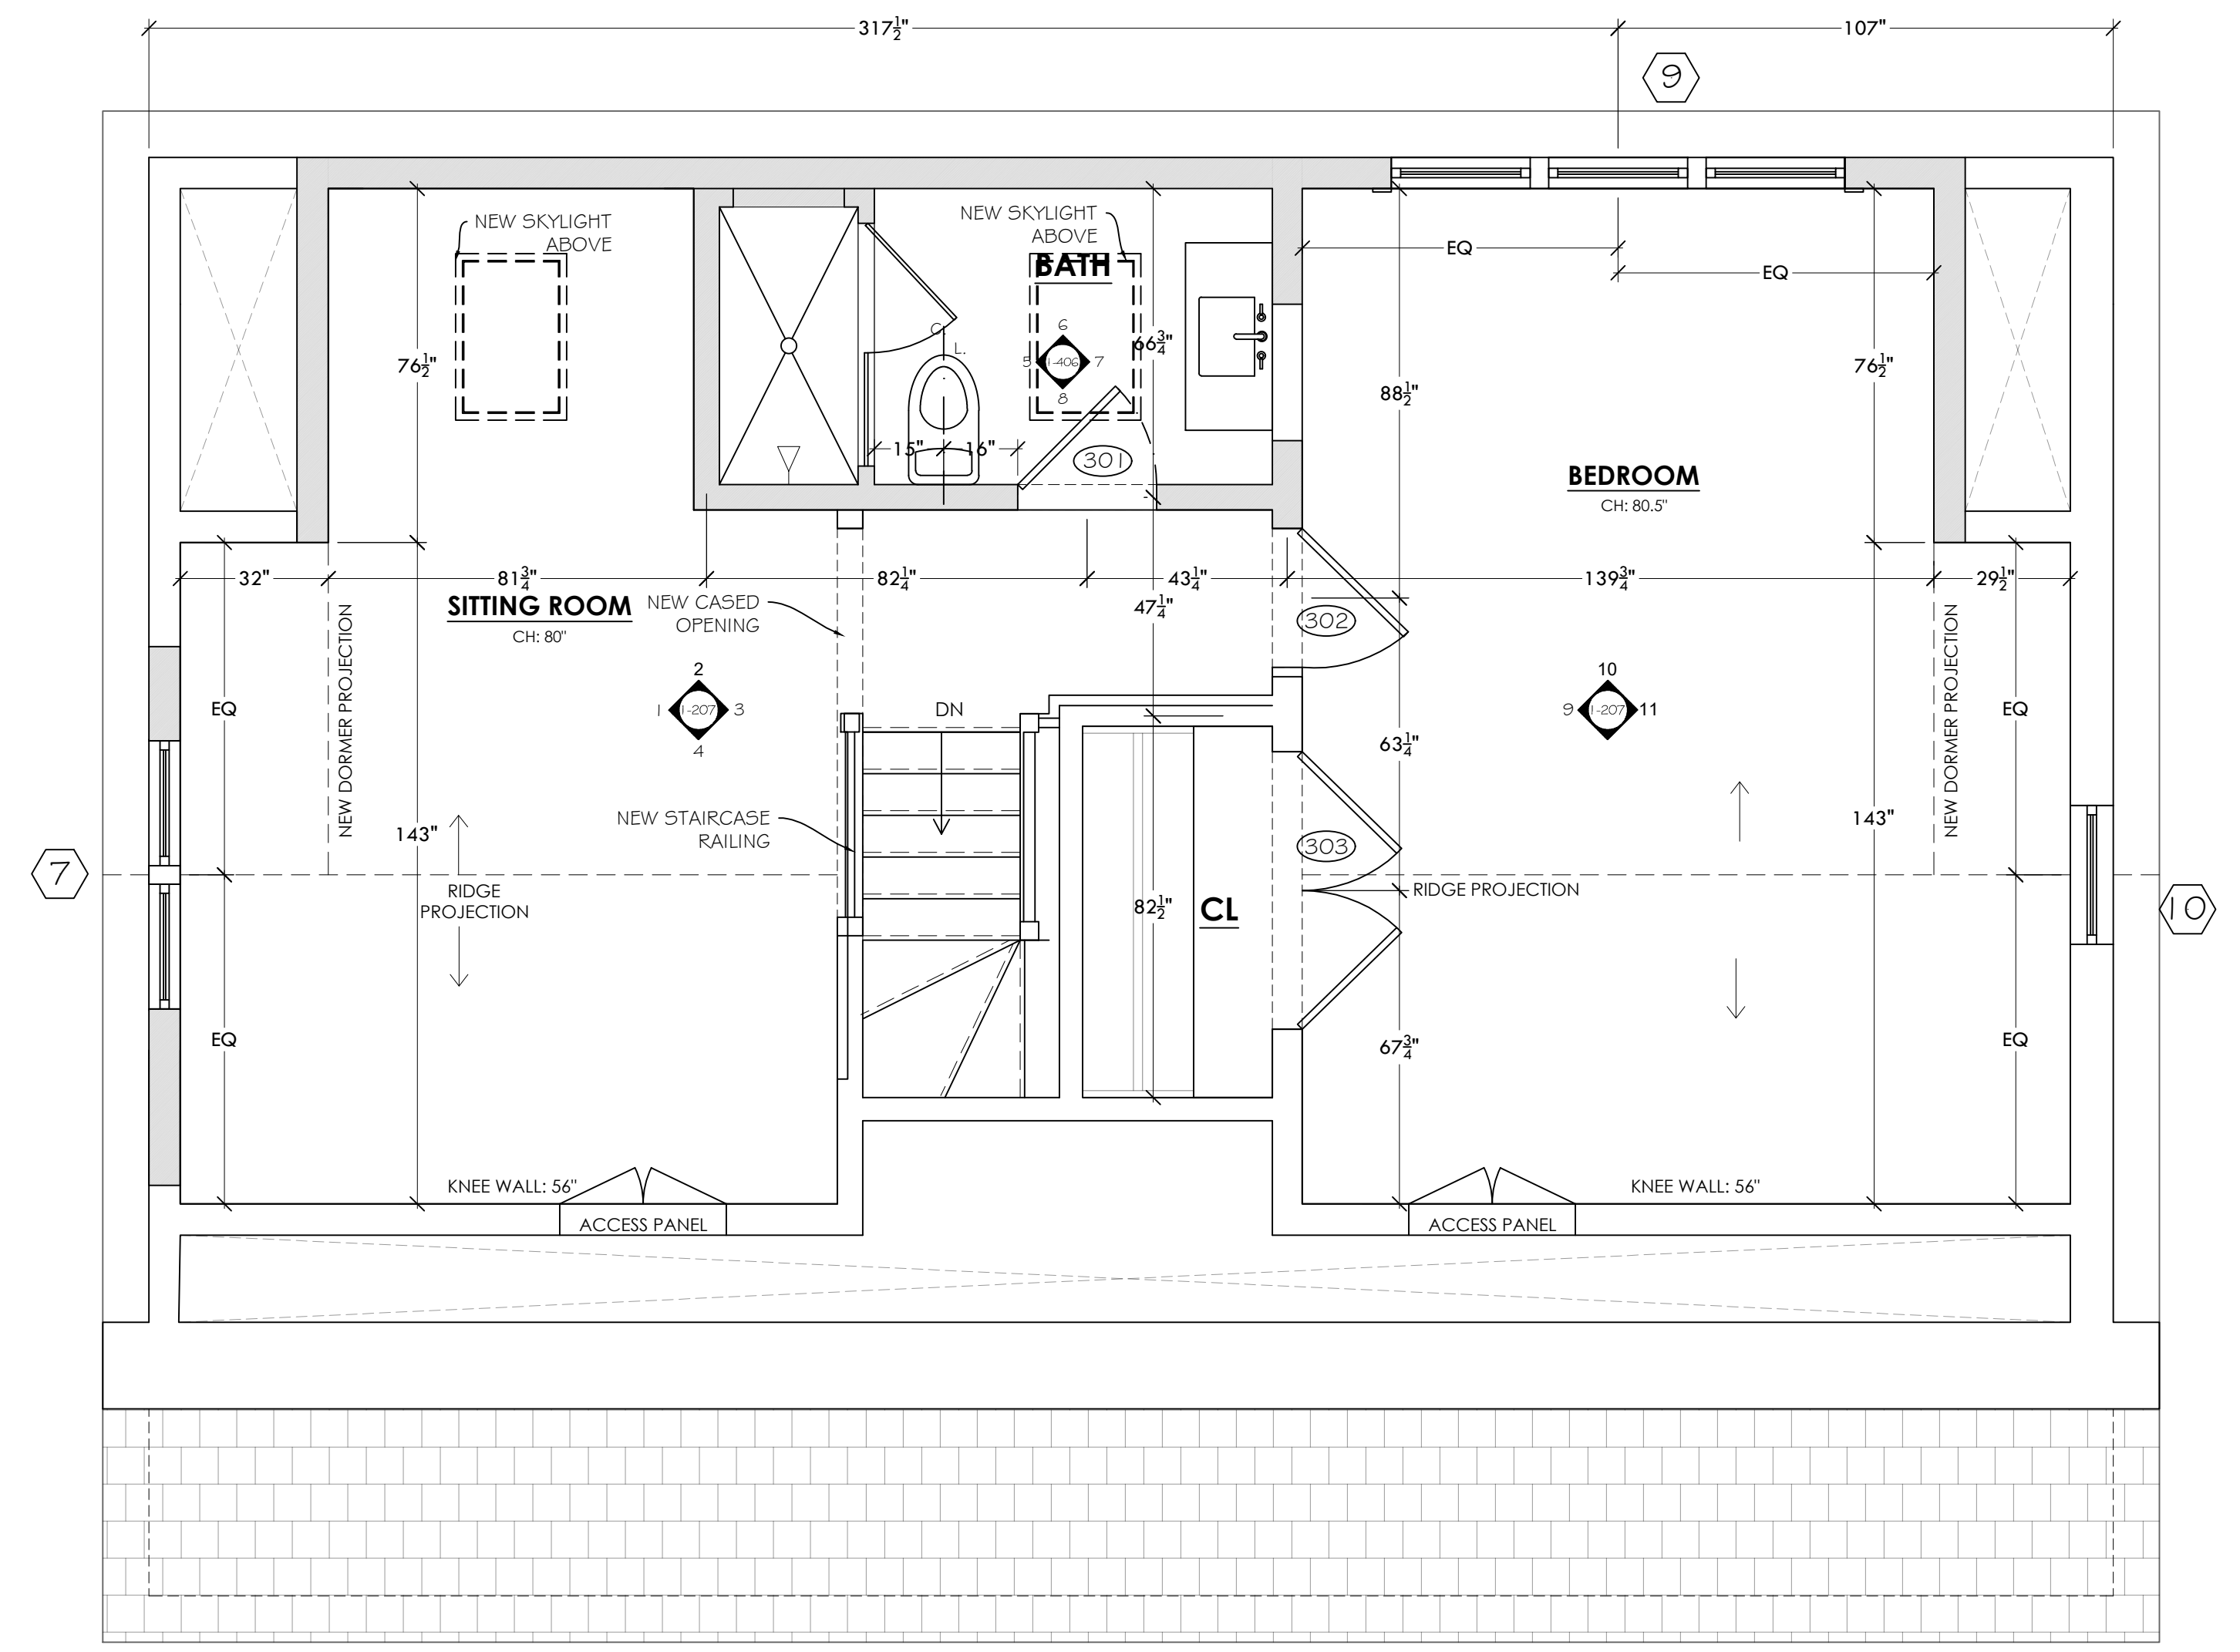 317 1/2"
107"
9
NEW SKYLIGHT
ABOVE
NEW SKYLIGHT
ABOVE
BATH
EQ
EQ
6
C.
L.
5
1-406
7
66 3/4"
8
76 1/2"
76 1/2"
88 1/2"
15"
16"
301
BEDROOM
CH: 80.5"
32"
81 3/4"
82 1/4"
43 1/4"
139 3/4"
29 1/2"
SITTING ROOM
CH: 80"
NEW CASED
OPENING
47 1/4"
302
NEW DORMER PROJECTION
NEW DORMER PROJECTION
2
1
1-207
3
4
DN
10
9
1-207
11
EQ
EQ
63 1/4"
NEW STAIRCASE
RAILING
143"
143"
303
7
RIDGE
PROJECTION
RIDGE PROJECTION
82 1/2"
CL
10
EQ
EQ
67 3/4"
KNEE WALL: 56"
KNEE WALL: 56"
ACCESS PANEL
ACCESS PANEL